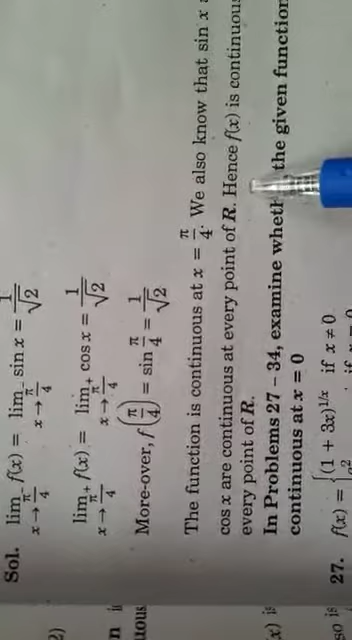 Sol. lim_{x→π/4^-} f(x) = lim_{x→π/4^-} sin x = 1/√2
lim_{x→π/4^+} f(x) = lim_{x→π/4^+} cos x = 1/√2
More-over, f(π/4) = sin π/4 = 1/√2
The function is continuous at x = π/4. We also know that sin x
cos x are continuous at every point of R. Hence f(x) is continuous
every point of R.
In Problems 27 – 34, examine the given function
continuous at x = 0
27. f(x) = { (1 + 3x)^{1/x} if x ≠ 0